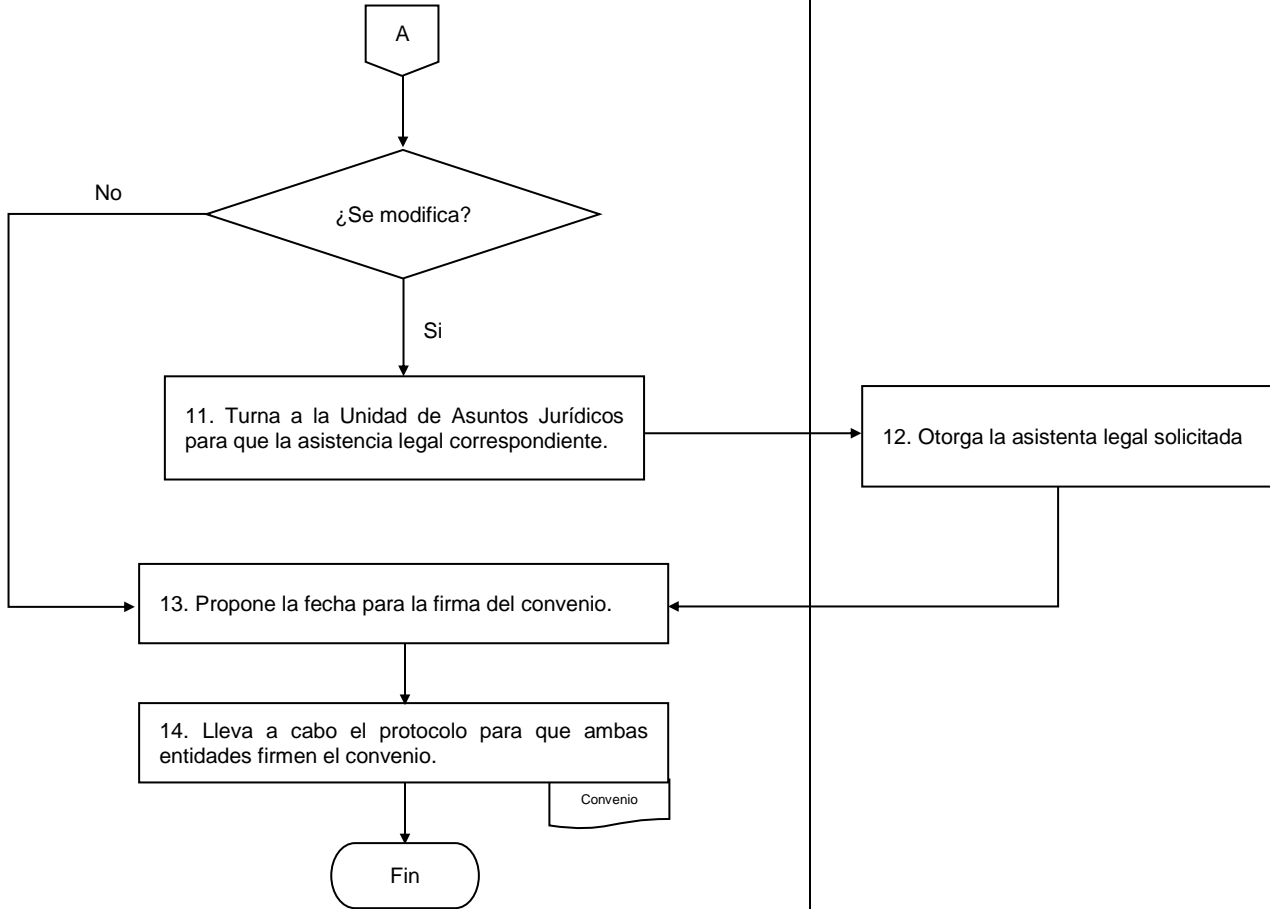 A
No
¿Se modifica?
Si
11. Turna a la Unidad de Asuntos Jurídicos
para que la asistencia legal correspondiente.
12. Otorga la asistenta legal solicitada
13. Propone la fecha para la firma del convenio.
14. Lleva a cabo el protocolo para que ambas
entidades firmen el convenio.
Convenio
Fin